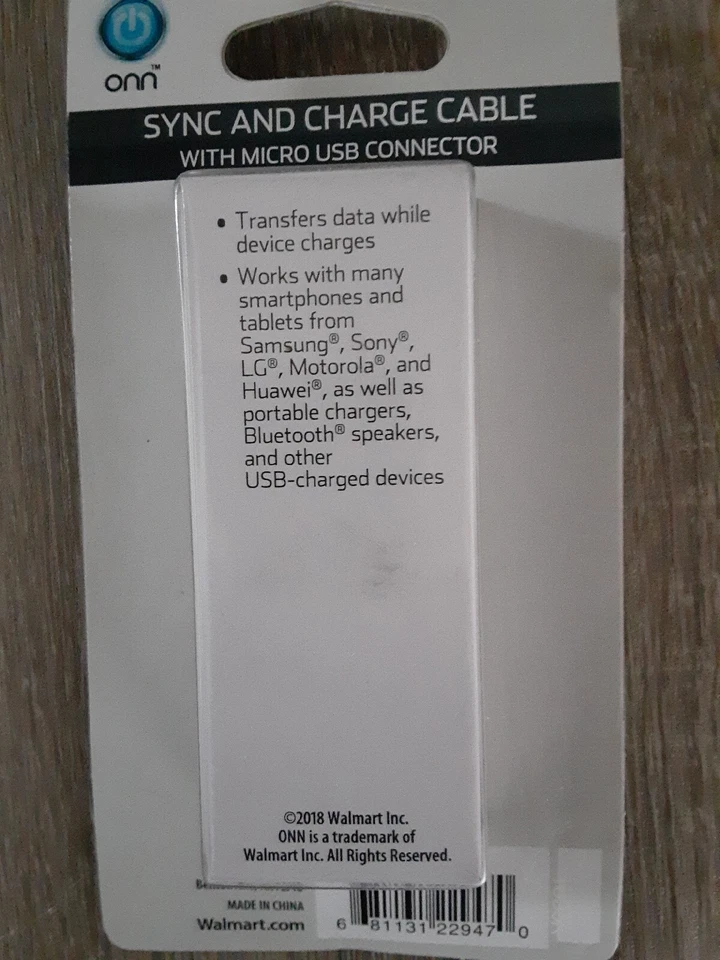 onn™
SYNC AND CHARGE CABLE
WITH MICRO USB CONNECTOR
• Transfers data while
device charges
• Works with many
smartphones and
tablets from
Samsung®, Sony®,
LG®, Motorola®, and
Huawei®, as well as
portable chargers,
Bluetooth® speakers,
and other
USB-charged devices
©2018 Walmart Inc.
ONN is a trademark of
Walmart Inc. All Rights Reserved.
MADE IN CHINA
Walmart.com
6 81131 22947 0